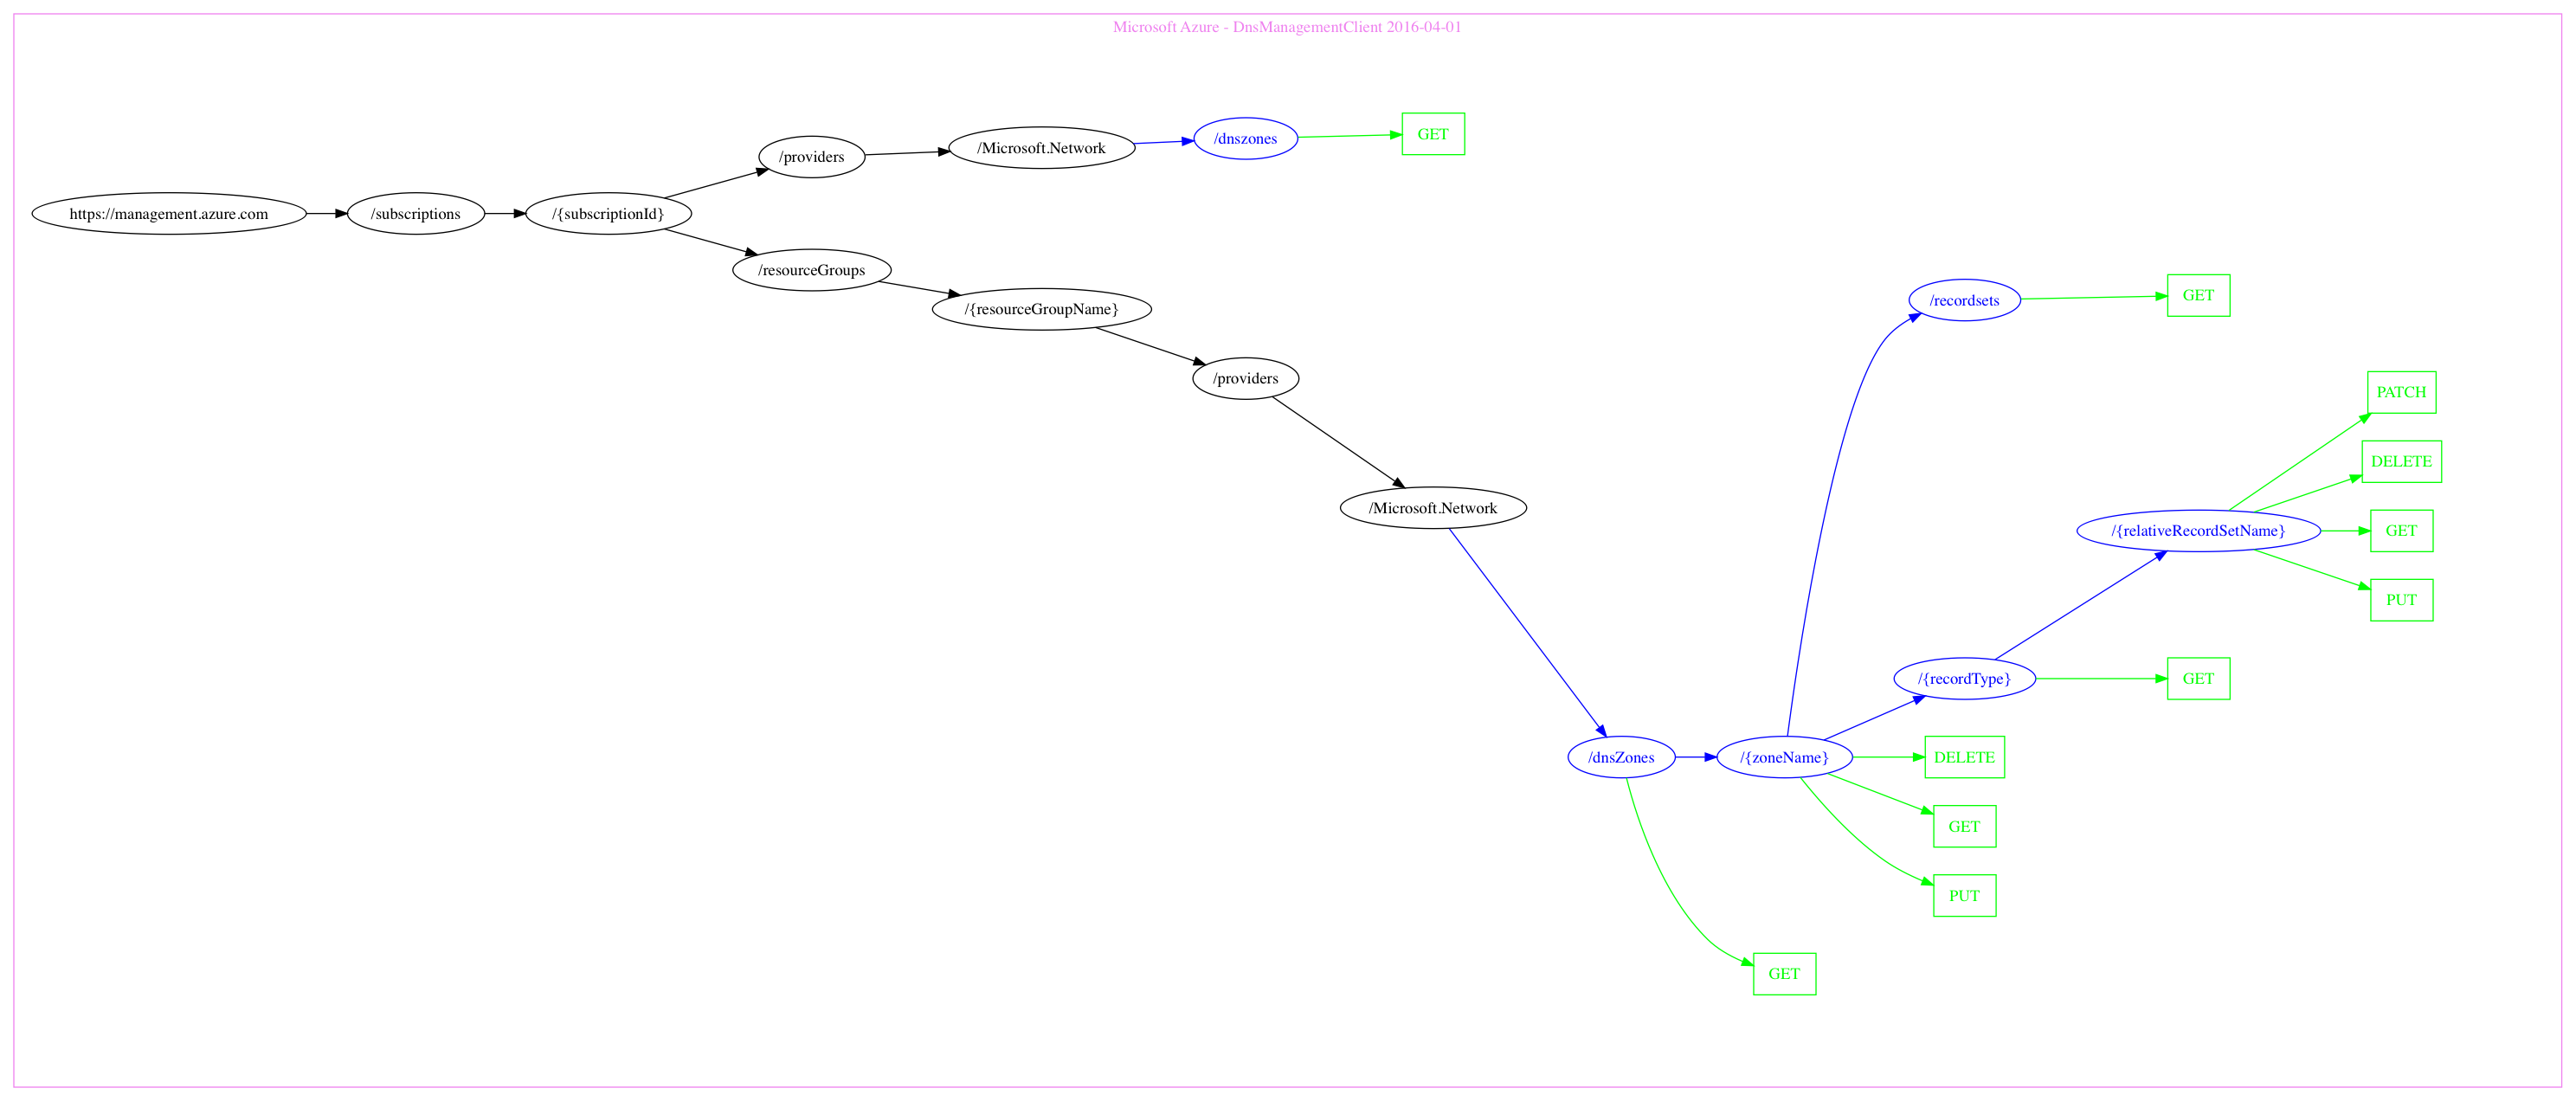 Microsoft Azure - DnsManagementClient 2016-04-01
https://management.azure.com
/subscriptions
/{subscriptionId}
/providers
/Microsoft.Network
/dnszones
GET
/resourceGroups
/{resourceGroupName}
/providers
/Microsoft.Network
/dnsZones
/{zoneName}
/recordsets
GET
/{recordType}
/{relativeRecordSetName}
PATCH
DELETE
GET
PUT
GET
DELETE
GET
PUT
GET